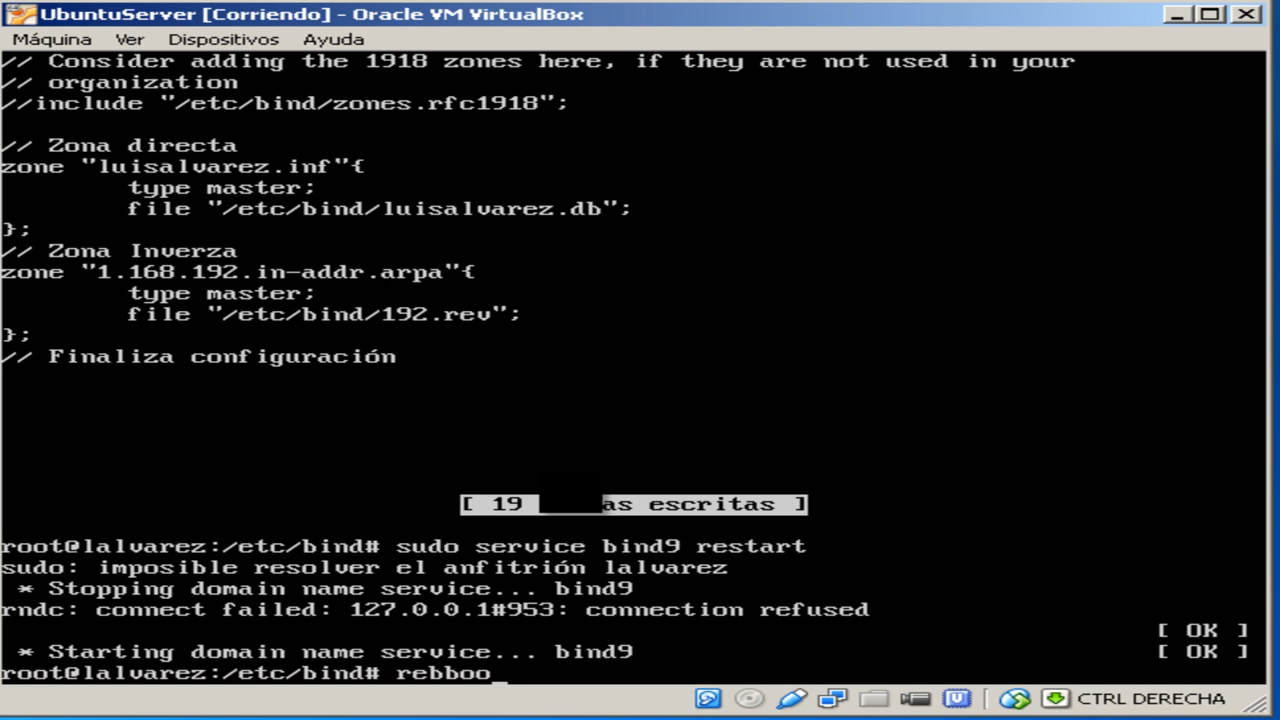 UbuntuServer [Corriendo] - Oracle VM VirtualBox
Máquina Ver Dispositivos Ayuda
// Consider adding the 1918 zones here, if they are not used in your
// organization
//include "/etc/bind/zones.rfc1918";
// Zona directa
zone "luisalvarez.inf"{
type master;
file "/etc/bind/luisalvarez.db";
};
// Zona Inverza
zone "1.168.192.in-addr.arpa"{
type master;
file "/etc/bind/192.rev";
};
// Finaliza configuración
[ 19 as escritas ]
root@lalvarez:/etc/bind# sudo service bind9 restart
sudo: imposible resolver el anfitrión lalvarez
* Stopping domain name service... bind9
rndc: connect failed: 127.0.0.1#953: connection refused
[ OK ]
* Starting domain name service... bind9 [ OK ]
root@lalvarez:/etc/bind# rebboo_
CTRL DERECHA